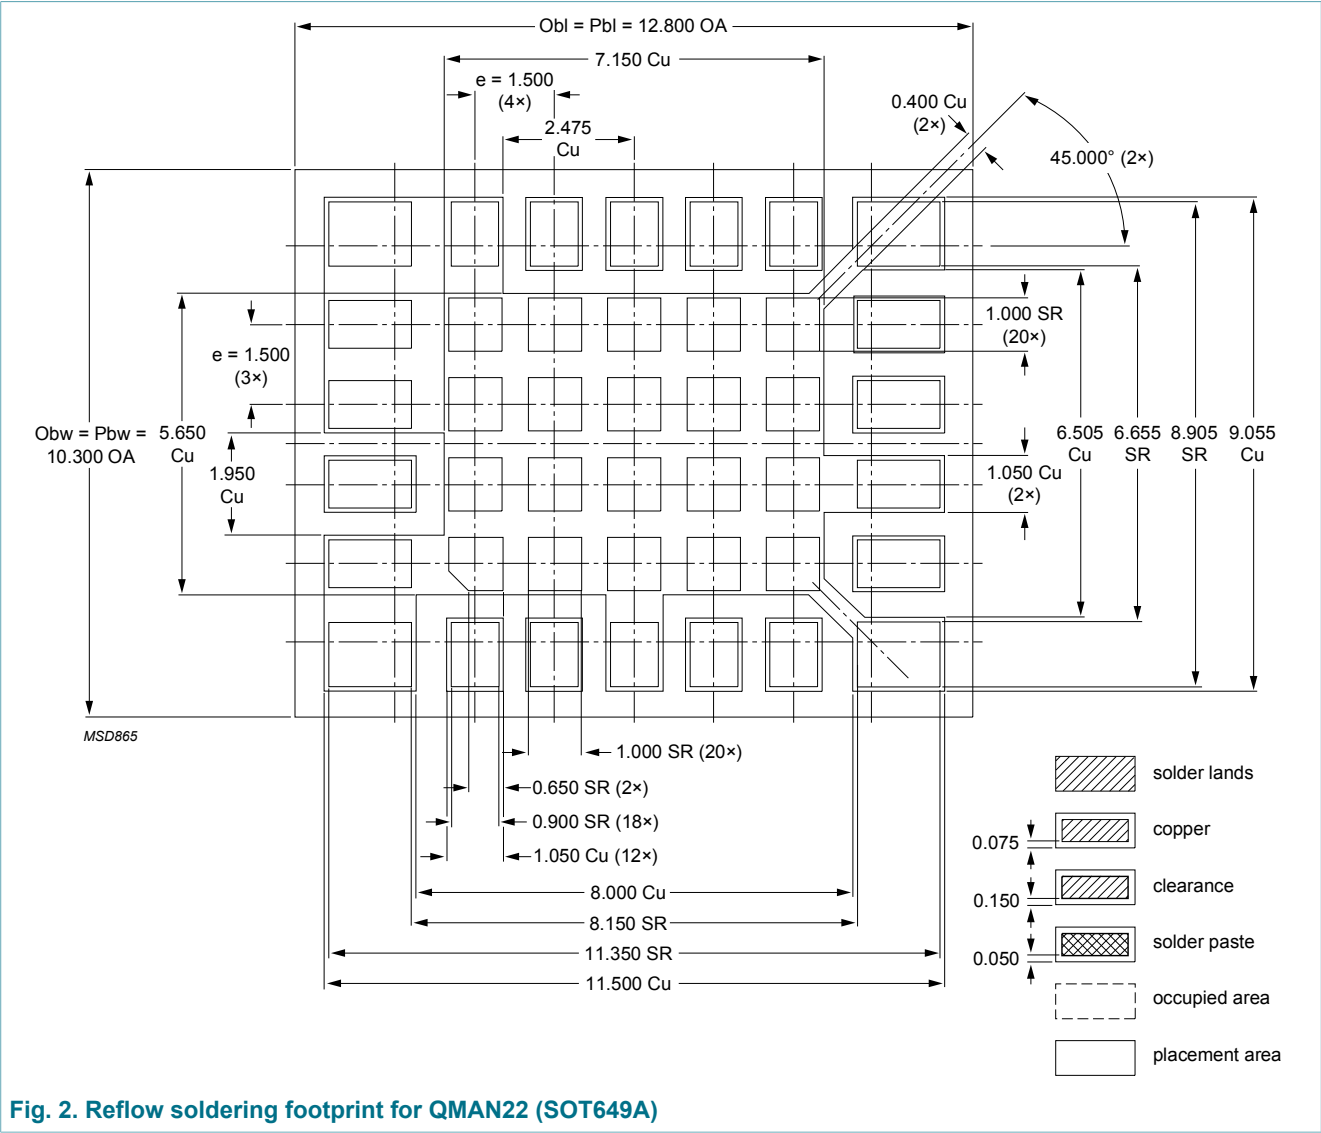 Obl = Pbl = 12.800 OA
7.150 Cu
e = 1.500
(4×)
2.475
Cu
0.400 Cu
(2×)
45.000° (2×)
1.000 SR
(20×)
e = 1.500
(3×)
Obw = Pbw =
10.300 OA
5.650
Cu
1.950
Cu
6.505
Cu
6.655
SR
8.905
SR
9.055
Cu
1.050 Cu
(2×)
MSD865
1.000 SR (20×)
0.650 SR (2×)
0.900 SR (18×)
1.050 Cu (12×)
8.000 Cu
8.150 SR
11.350 SR
11.500 Cu
solder lands
0.075
copper
0.150
clearance
0.050
solder paste
occupied area
placement area
Fig. 2. Reflow soldering footprint for QMAN22 (SOT649A)